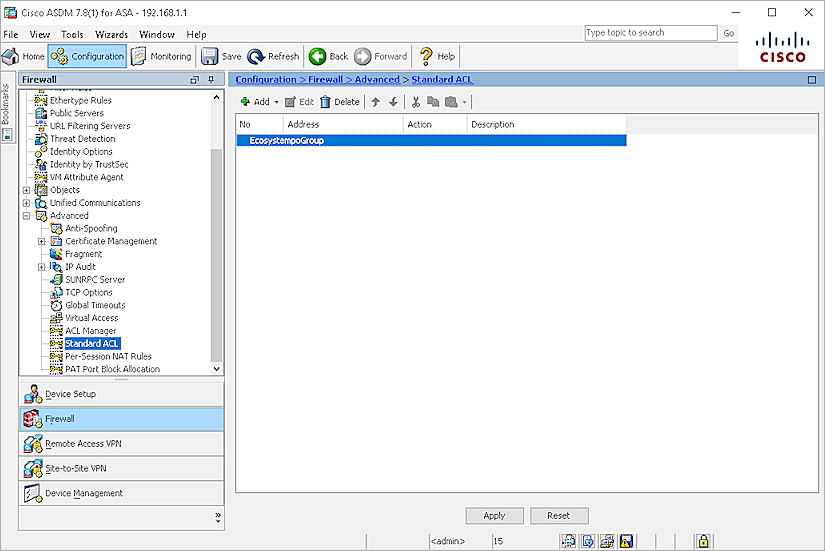 Cisco ASDM 7.8(1) for ASA - 192.168.1.1
File View Tools Wizards Window Help
Type topic to search Go
Home Configuration Monitoring Save Refresh Back Forward Help
CISCO
Bookmarks
Firewall
Configuration > Firewall > Advanced > Standard ACL
Ethertype Rules
Public Servers
URL Filtering Servers
Threat Detection
Identity Options
Identity by TrustSec
VM Attribute Agent
Objects
Unified Communications
Advanced
Anti-Spoofing
Certificate Management
Fragment
IP Audit
SUNRPC Server
TCP Options
Global Timeouts
Virtual Access
ACL Manager
Standard ACL
Per-Session NAT Rules
PAT Port Block Allocation
Device Setup
Firewall
Remote Access VPN
Site-to-Site VPN
Device Management
Add Edit Delete
No Address Action Description
EcosystempoGroup
Apply Reset
<admin> 15